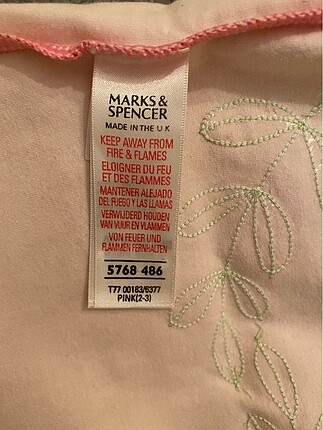 MARKS &
SPENCER
MADE IN THE U K
KEEP AWAY FROM
FIRE & FLAMES
ELOIGNER DU FEU
ET DES FLAMMES
MANTENER ALEJADO
DEL FUEGO Y LAS LLAMAS
VERWIJDERD HOUDEN
VAN VUUR EN VLAMMEN
VON FEUER UND
FLAMMEN FERNHALTEN
5768 486
T77 00183/6377
PINK(2-3)